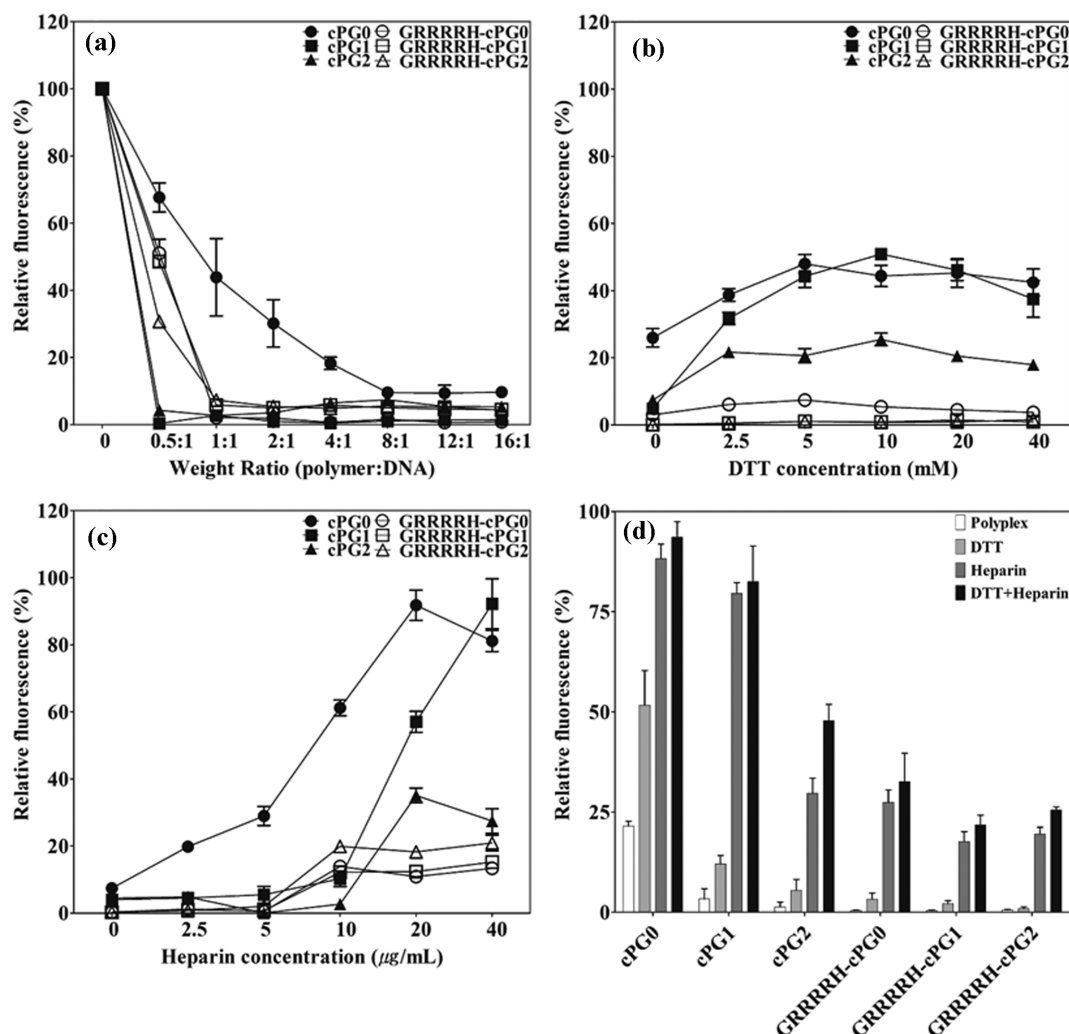 (a)
cPG0 GRRRRH-cPG0
cPG1 GRRRRH-cPG1
cPG2 GRRRRH-cPG2
120
100
80
60
40
20
0
Relative fluorescence (%)
0 0.5:1 1:1 2:1 4:1 8:1 12:1 16:1
Weight Ratio (polymer:DNA)
(b)
cPG0 GRRRRH-cPG0
cPG1 GRRRRH-cPG1
cPG2 GRRRRH-cPG2
120
100
80
60
40
20
0
Relative fluorescence (%)
0 2.5 5 10 20 40
DTT concentration (mM)
(c)
cPG0 GRRRRH-cPG0
cPG1 GRRRRH-cPG1
cPG2 GRRRRH-cPG2
120
100
80
60
40
20
0
Relative fluorescence (%)
0 2.5 5 10 20 40
Heparin concentration (μg/mL)
(d)
Polyplex
DTT
Heparin
DTT+Heparin
100
75
50
25
0
Relative fluorescence (%)
cPG0
cPG1
cPG2
GRRRRH-cPG0
GRRRRH-cPG1
GRRRRH-cPG2